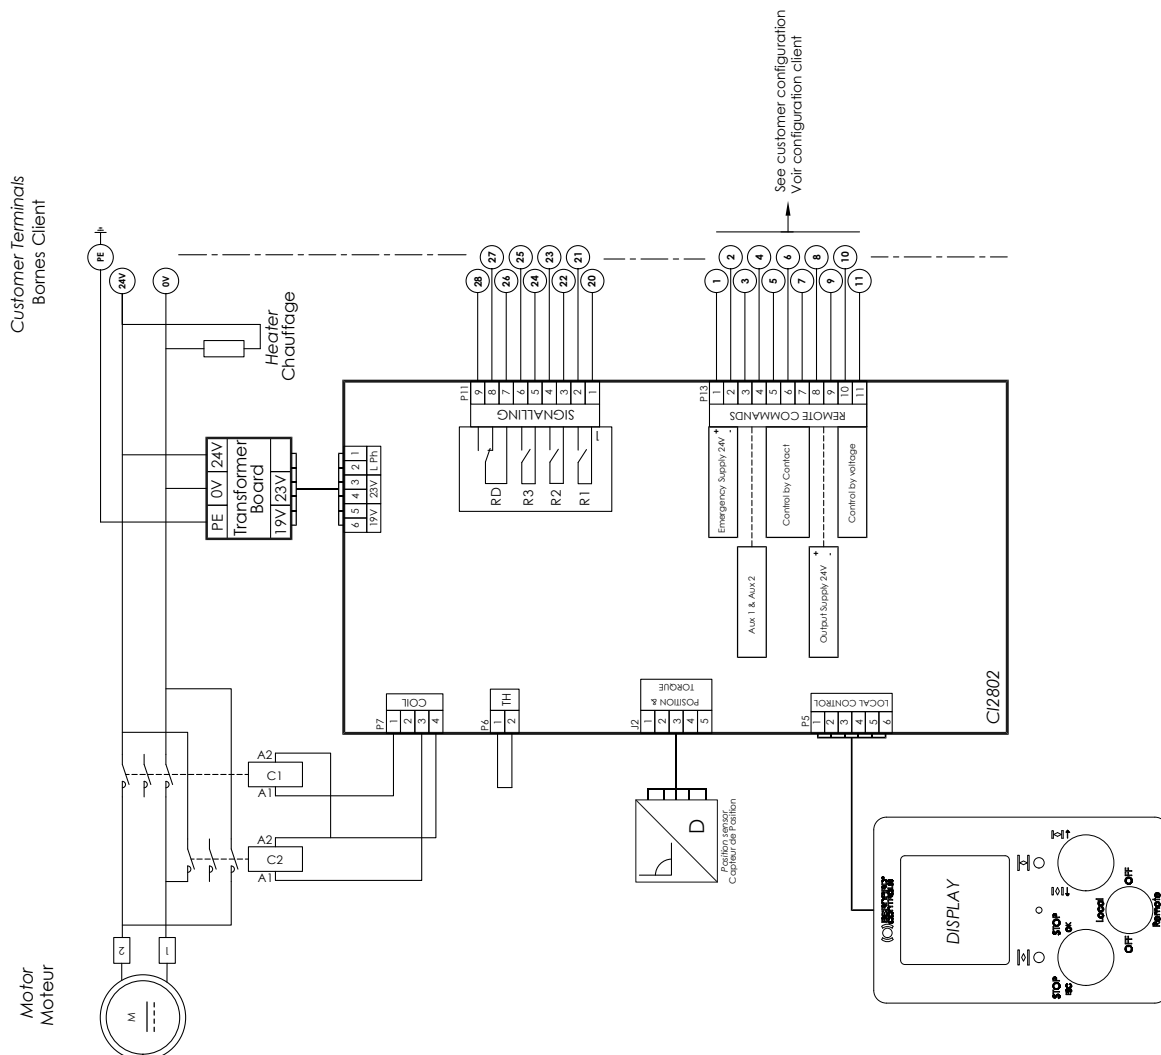 Customer Terminals
Bornes Client
PE
24V
0V
Heater
Chauffage
PE 0V 24V
Transformer
Board
19V 23V
6 5 4 3 2 1
19V 23V L Ph
See customer configuration
Voir configuration client
28
27
26
25
24
23
22
21
20
P11
9
8
7
6
5
4
3
2
1
SIGNALLING
RD
R3
R2
R1
1
1
2
3
4
5
6
7
8
9
10
11
P13
1
2
3
4
5
6
7
8
9
10
11
REMOTE COMMANDS
Emergency Supply 24V + -
Aux 1 & Aux 2
Control by Contact
Output Supply 24V + -
Control by voltage
CI2802
P7
COIL
1
2
3
4
P6
TH
1
2
J2
POSITION &
TORQUE
1
2
3
4
5
P5
LOCAL CONTROL
1
2
3
4
5
6
A2
C1
A1
A2
C2
A1
D
Position sensor
Capteur de Position
Motor
Moteur
2
1
M
DISPLAY
STOP
ESC
STOP
OK
OFF
Local
OFF
Remote